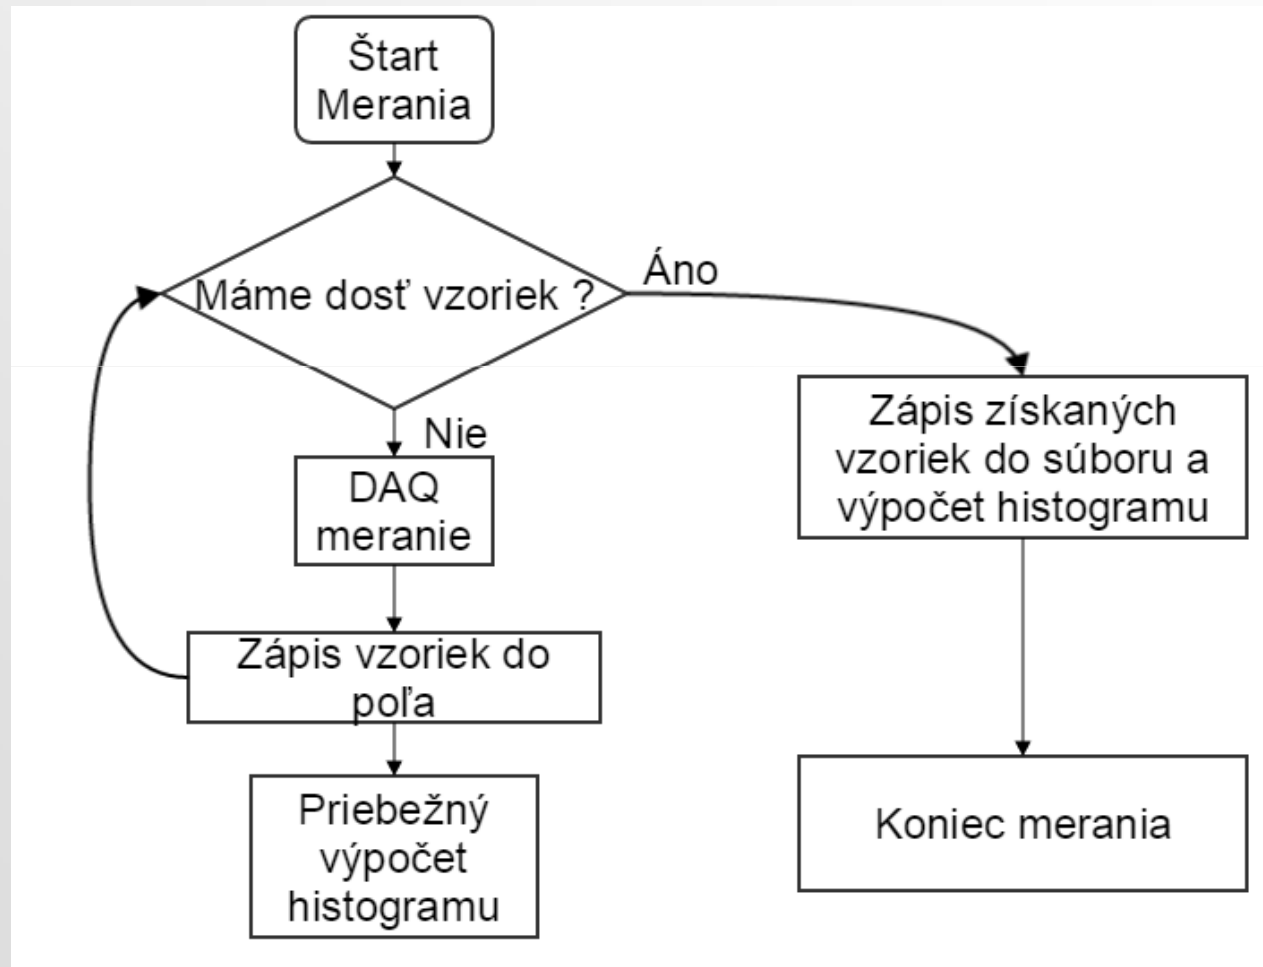 Štart
Merania
Máme dosť vzoriek ?
Áno
Nie
DAQ
meranie
Zápis vzoriek do
poľa
Priebežný
výpočet
histogramu
Zápis získaných
vzoriek do súboru a
výpočet histogramu
Koniec merania